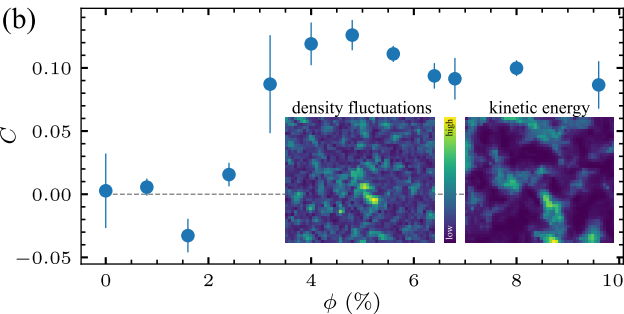 (b)
C
0.10
0.05
0.00
−0.05
density fluctuations
kinetic energy
high
low
0 2 4 6 8 10
ϕ (%)